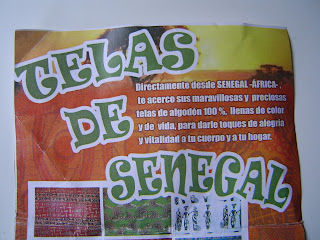 TELAS
DE
SENEGAL
Directamente desde SENEGAL -ÁFRICA- ,
te acerco sus maravillosas y preciosas
telas de algodón 100 %, llenas de color
y de vida, para darle toques de alegría
y vitalidad a tu cuerpo y a tu hogar.